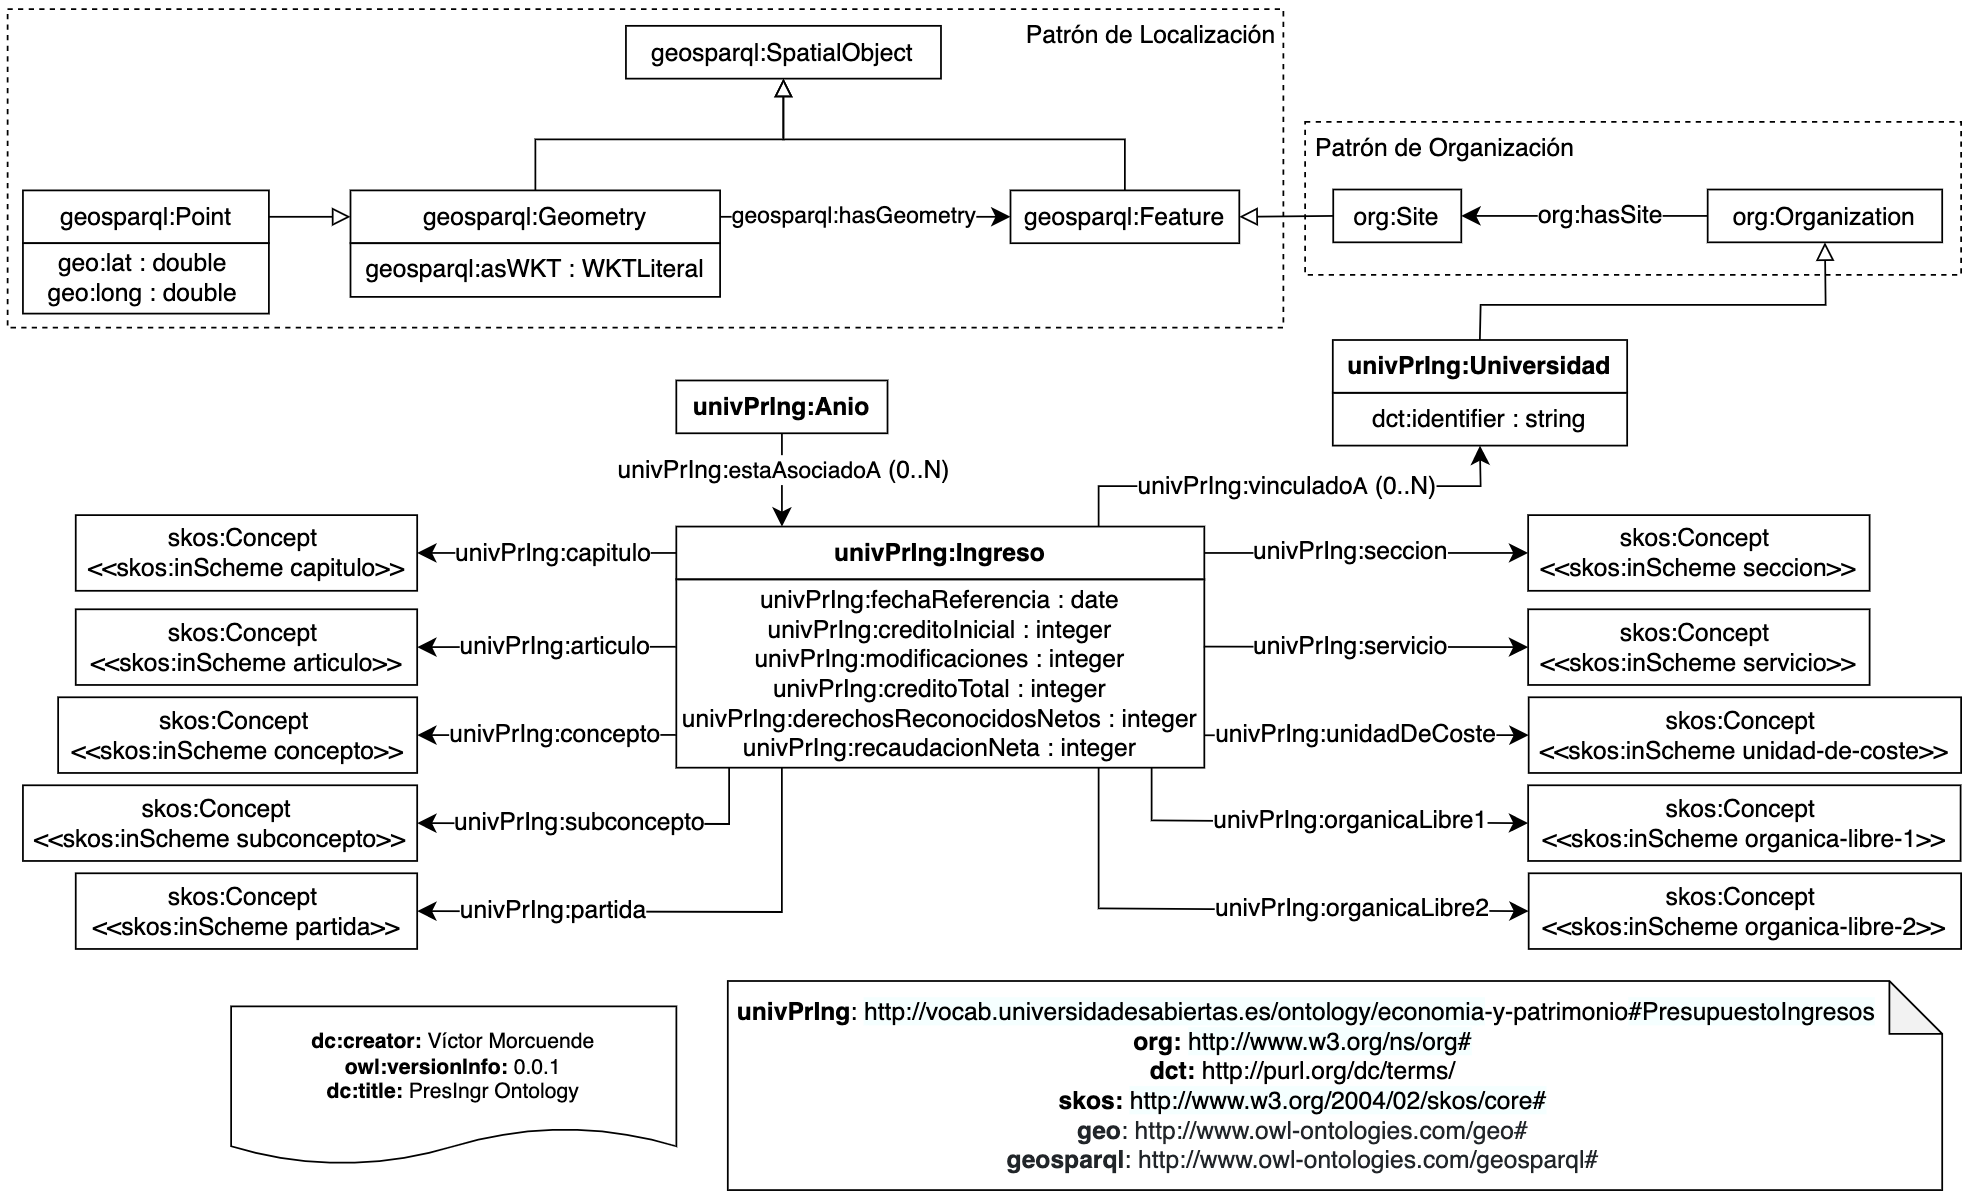 geosparql:SpatialObject
Patrón de Localización
Patrón de Organización
geosparql:Point
geo:lat : double
geo:long : double
geosparql:Geometry
geosparql:asWKT : WKTLiteral
geosparql:hasGeometry
geosparql:Feature
org:Site
org:hasSite
org:Organization
univPrIng:Universidad
dct:identifier : string
univPrIng:Anio
univPrIng:estaAsociadoA (0..N)
univPrIng:vinculadoA (0..N)
skos:Concept
<<skos:inScheme capitulo>>
univPrIng:capitulo
skos:Concept
<<skos:inScheme articulo>>
univPrIng:articulo
skos:Concept
<<skos:inScheme concepto>>
univPrIng:concepto
skos:Concept
<<skos:inScheme subconcepto>>
univPrIng:subconcepto
skos:Concept
<<skos:inScheme partida>>
univPrIng:partida
univPrIng:Ingreso
univPrIng:fechaReferencia : date
univPrIng:creditoInicial : integer
univPrIng:modificaciones : integer
univPrIng:creditoTotal : integer
univPrIng:derechosReconocidosNetos : integer
univPrIng:recaudacionNeta : integer
univPrIng:seccion
skos:Concept
<<skos:inScheme seccion>>
univPrIng:servicio
skos:Concept
<<skos:inScheme servicio>>
univPrIng:unidadDeCoste
skos:Concept
<<skos:inScheme unidad-de-coste>>
univPrIng:organicaLibre1
skos:Concept
<<skos:inScheme organica-libre-1>>
univPrIng:organicaLibre2
skos:Concept
<<skos:inScheme organica-libre-2>>
dc:creator: Víctor Morcuende
owl:versionInfo: 0.0.1
dc:title: PresIngr Ontology
univPrIng: http://vocab.universidadesabiertas.es/ontology/economia-y-patrimonio#PresupuestoIngresos
org: http://www.w3.org/ns/org#
dct: http://purl.org/dc/terms/
skos: http://www.w3.org/2004/02/skos/core#
geo: http://www.owl-ontologies.com/geo#
geosparql: http://www.owl-ontologies.com/geosparql#